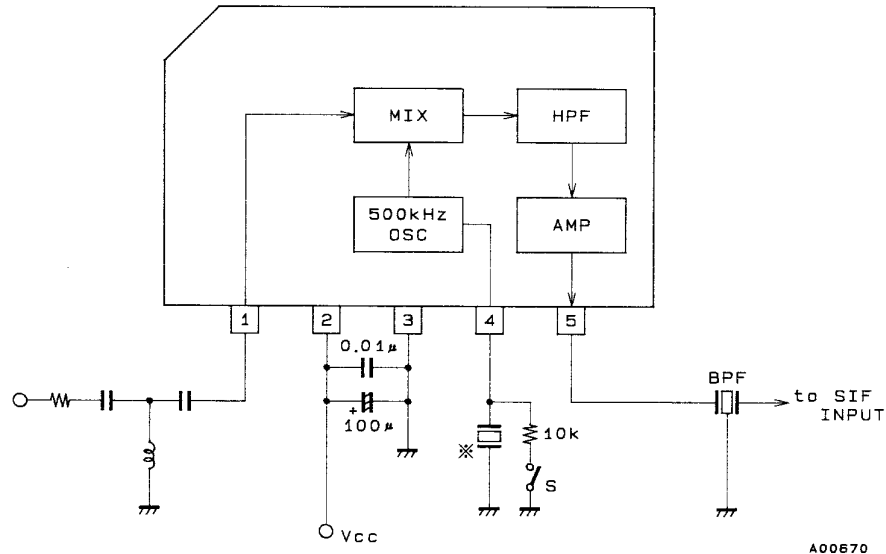 MIX
HPF
500kHz
OSC
AMP
1
2
3
4
5
0.01μ
+
100μ
※
10k
S
BPF
to SIF
INPUT
Vcc
A00670